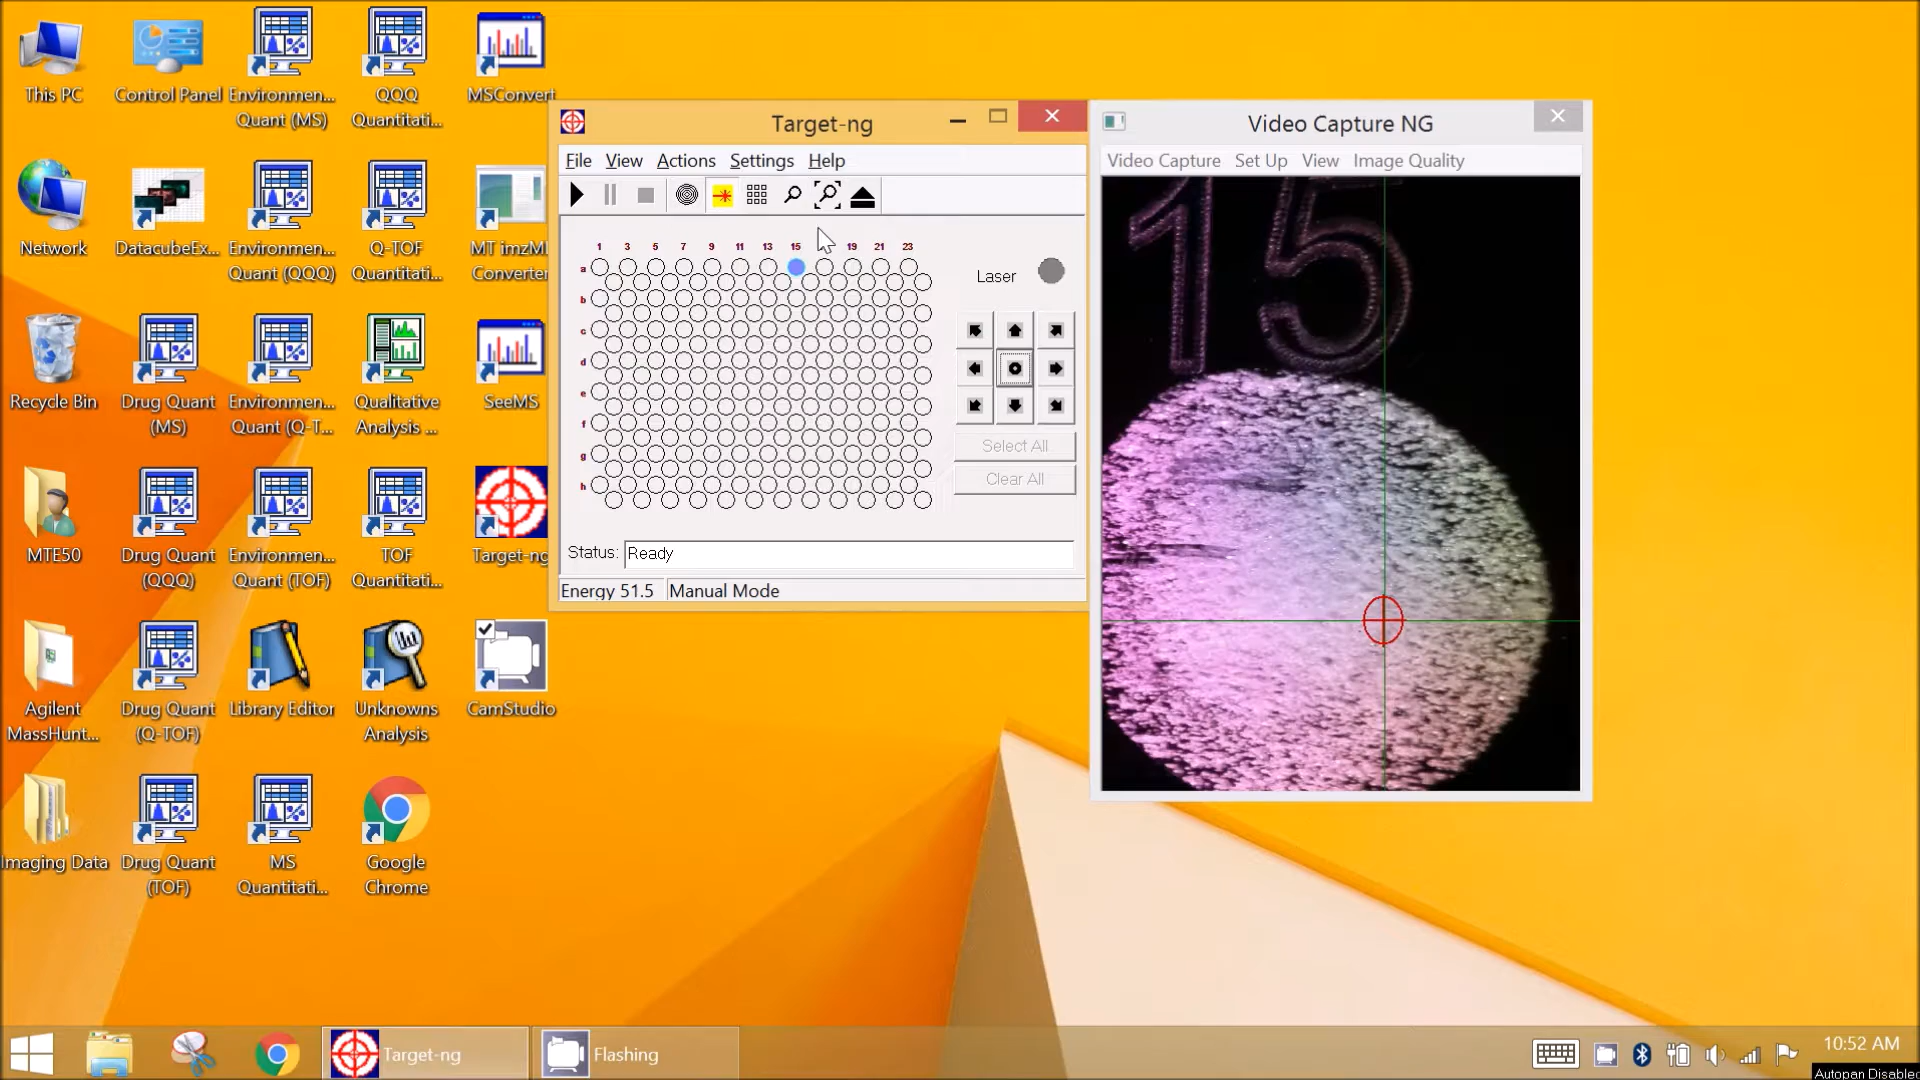 This PC
Control Panel
Environmen...
Quant (MS)
QQQ
Quantitati...
MSConvert
Network
DatacubeEx...
Environmen...
Quant (QQQ)
Q-TOF
Quantitati...
MT imzML
Converter
Recycle Bin
Drug Quant
(MS)
Environmen...
Quant (Q-T...
Qualitative
Analysis ...
SeeMS
MTE50
Drug Quant
(QQQ)
Environmen...
Quant (TOF)
TOF
Quantitati...
Target-ng
Agilent
MassHunt...
Drug Quant
(Q-TOF)
Library Editor
Unknowns
Analysis
CamStudio
Imaging Data
Drug Quant
(TOF)
MS
Quantitati...
Google
Chrome
Target-ng
File View Actions Settings Help
1 3 5 7 9 11 13 15 19 21 23
a
b
c
d
e
f
g
h
Laser
Select All
Clear All
Status: Ready
Energy 51.5 Manual Mode
Video Capture NG
Video Capture Set Up View Image Quality
15
Target-ng
Flashing
10:52 AM
Autopan Disabled